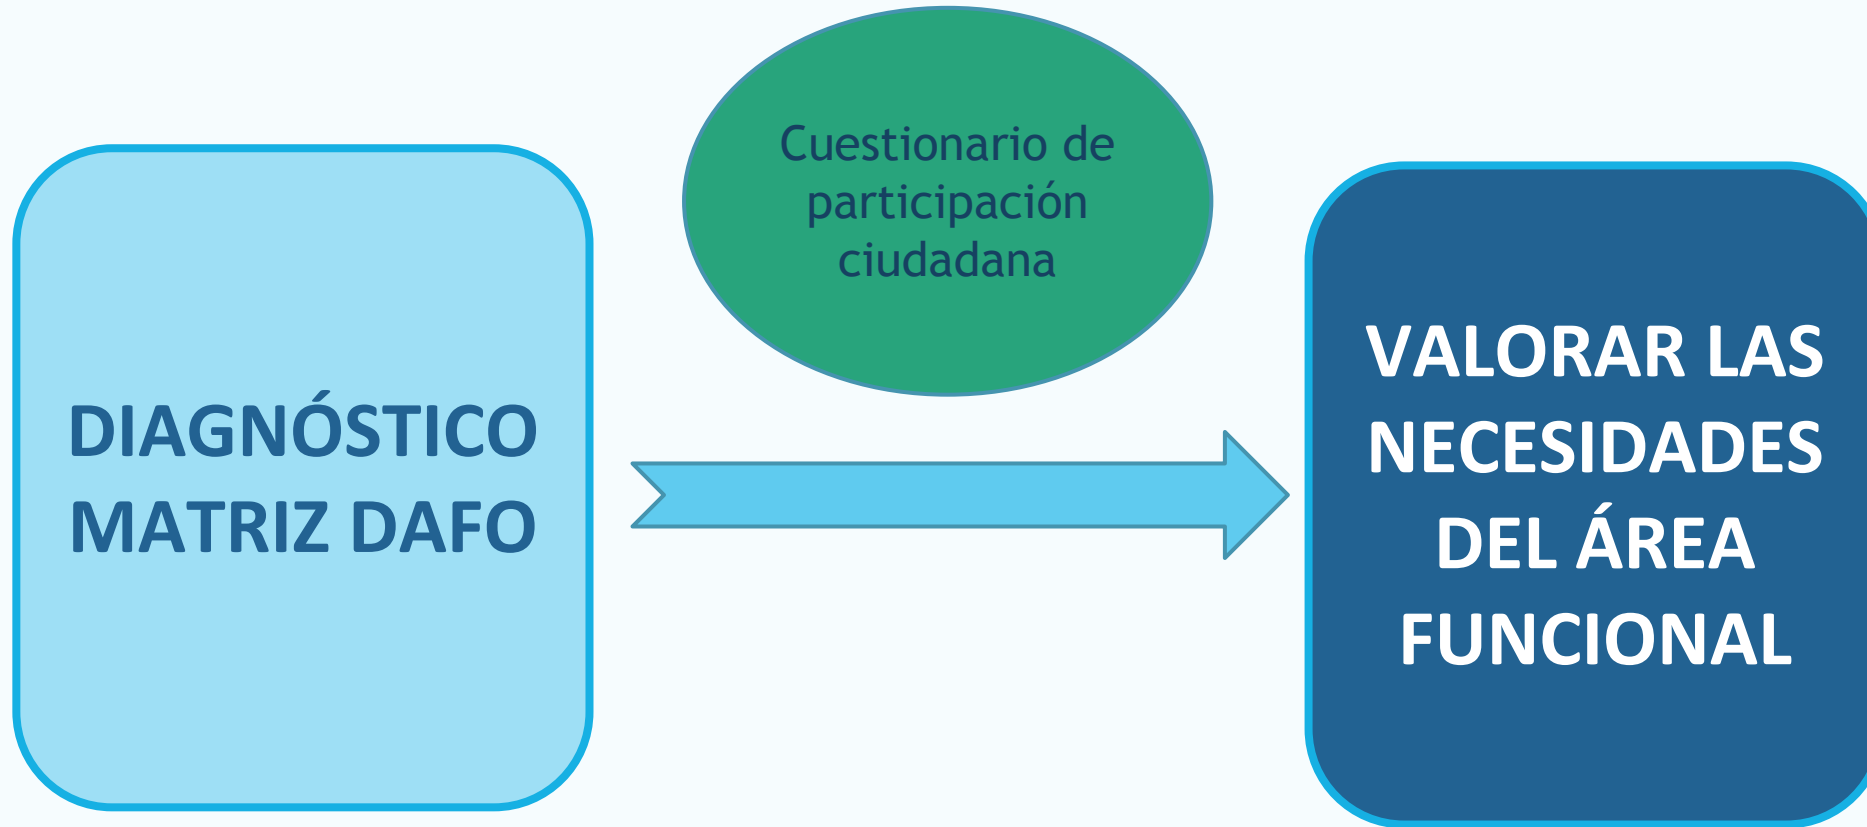 Cuestionario de
participación
ciudadana
DIAGNÓSTICO
MATRIZ DAFO
VALORAR LAS
NECESIDADES
DEL ÁREA
FUNCIONAL